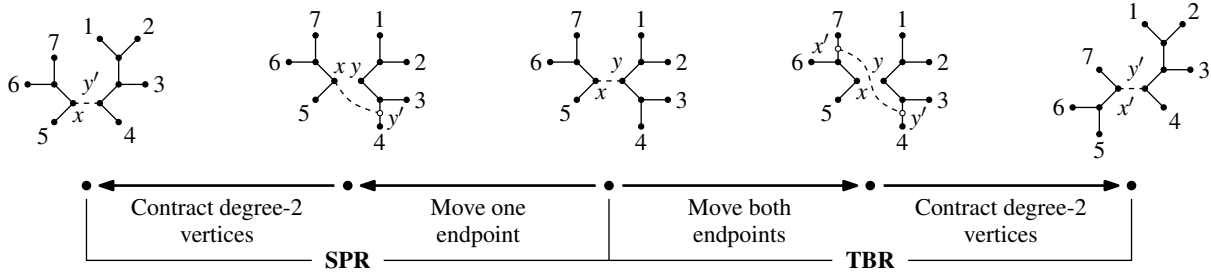 1 2
7
6 y′ 3
x
5 4
7 1
x y
6 2
5 3
y′
4
7 1
y
6 2
x
5 3
4
7 1
x′
y
6 2
x
5 3
y′
4
1 2
7 y′ 3
x′
6 4
5
Contract degree-2
vertices
Move one
endpoint
Move both
endpoints
Contract degree-2
vertices
SPR
TBR